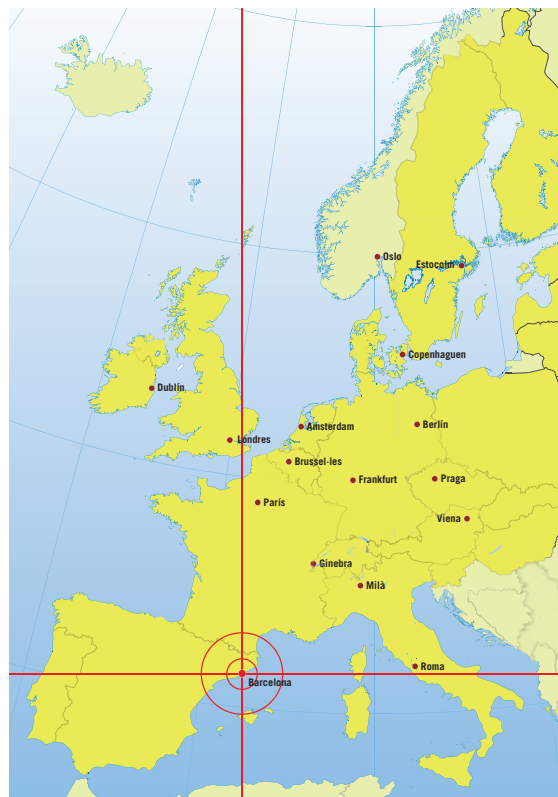 Oslo
Estocolm
Copenhaguen
Dublín
Londres
Amsterdam
Berlín
Brussel·les
Frankfurt
Praga
París
Viena
Ginebra
Milà
Roma
Barcelona